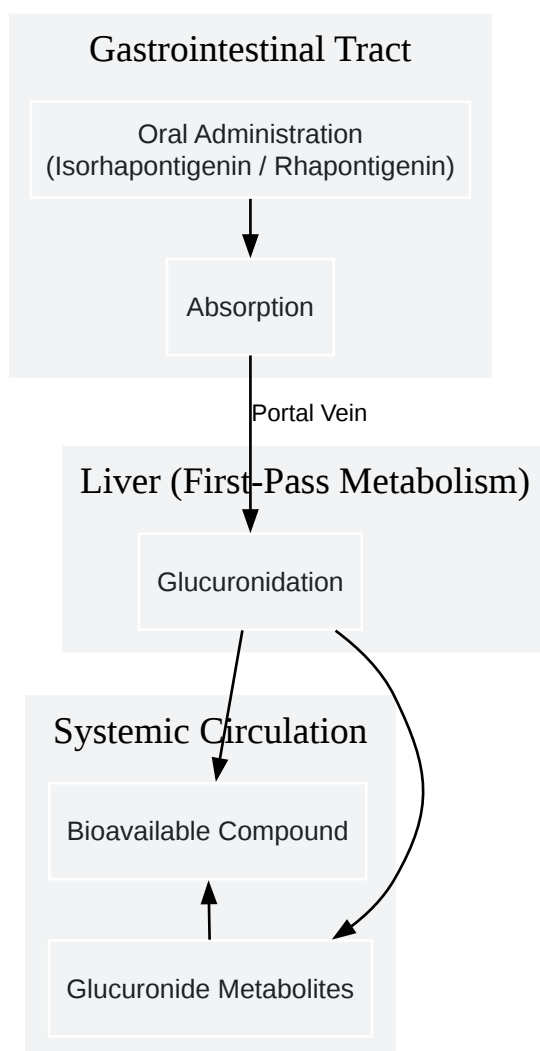 Gastrointestinal Tract
Oral Administration
(Isorhapontigenin / Rhapontigenin)
Absorption
Portal Vein
Liver (First-Pass Metabolism)
Glucuronidation
Systemic Circulation
Bioavailable Compound
Glucuronide Metabolites